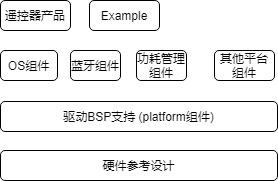 遥控器产品 Example
OS组件 蓝牙组件 功耗管理 其他平台
组件 组件
驱动BSP支持 (platform组件)
硬件参考设计